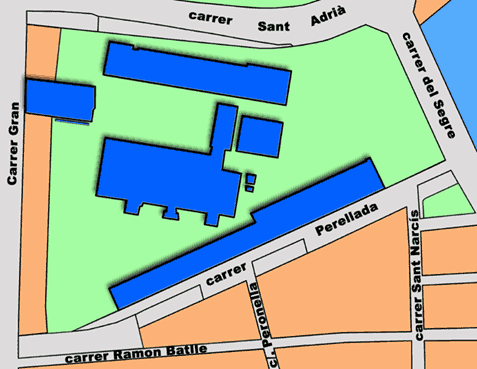 carrer Sant Adrià
carrer del Segre
Carrer Gran
Perellada
carrer
carrer Sant Narcís
c. Peronella
carrer Ramon Batlle